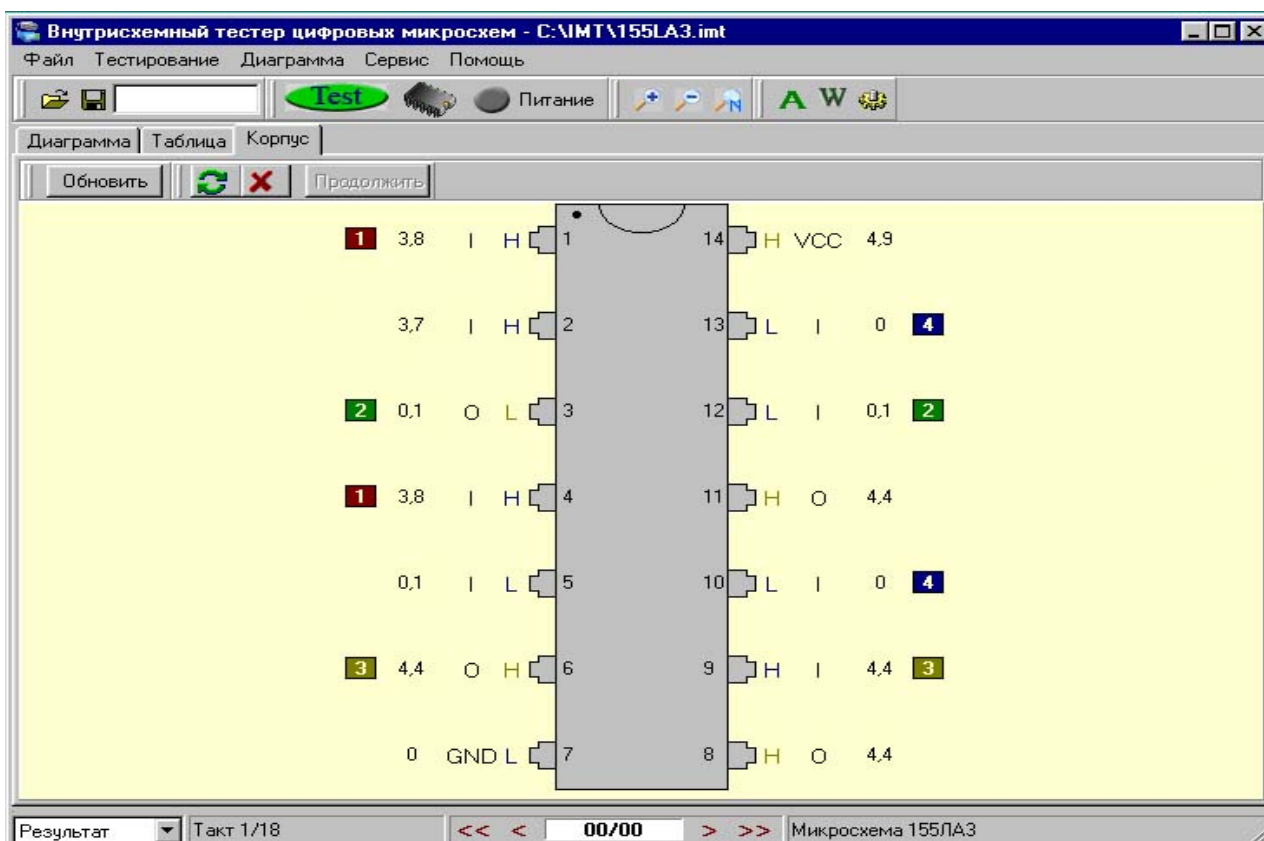 Внутрисхемный тестер цифровых микросхем - C:\IMT\155LA3.imt
Файл Тестирование Диаграмма Сервис Помощь
Test Питание N A W
Диаграмма Таблица Корпус
Обновить Продолжить
1 3,8 I H 1 14 H VCC 4,9
3,7 I H 2 13 L I 0 4
2 0,1 O L 3 12 L I 0,1 2
1 3,8 I H 4 11 H O 4,4
0,1 I L 5 10 L I 0 4
3 4,4 O H 6 9 H I 4,4 3
0 GND L 7 8 H O 4,4
Результат Такт 1/18 << < 00/00 > >> Микросхема 155ЛА3